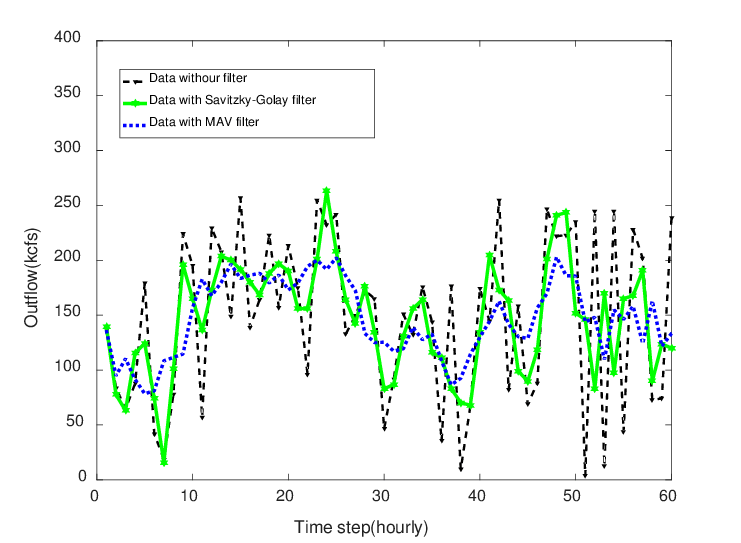 400
350
300
250
200
150
100
50
0
0 10 20 30 40 50 60
Data withour filter
Data with Savitzky-Golay filter
Data with MAV filter
Outflow(kcfs)
Time step(hourly)